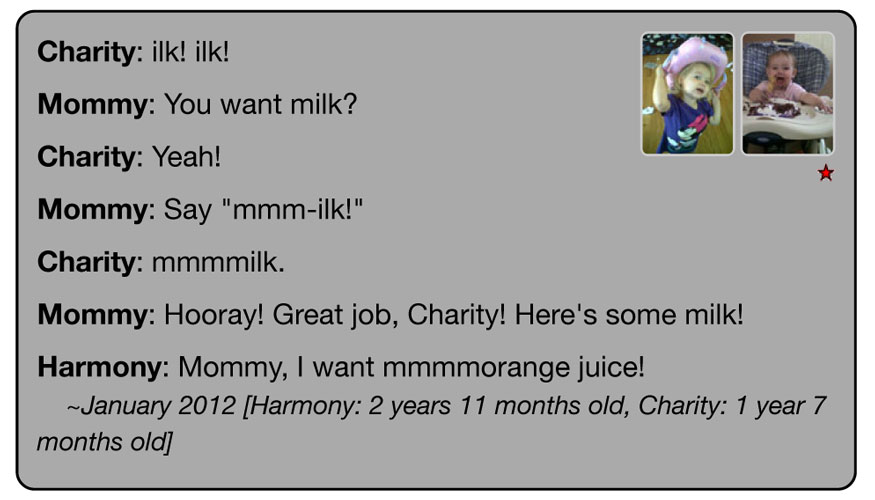 Charity: ilk! ilk!
Mommy: You want milk?
Charity: Yeah!
Mommy: Say "mmm-ilk!"
Charity: mmmmilk.
Mommy: Hooray! Great job, Charity! Here's some milk!
Harmony: Mommy, I want mmmmorange juice!
~January 2012 [Harmony: 2 years 11 months old, Charity: 1 year 7
months old]